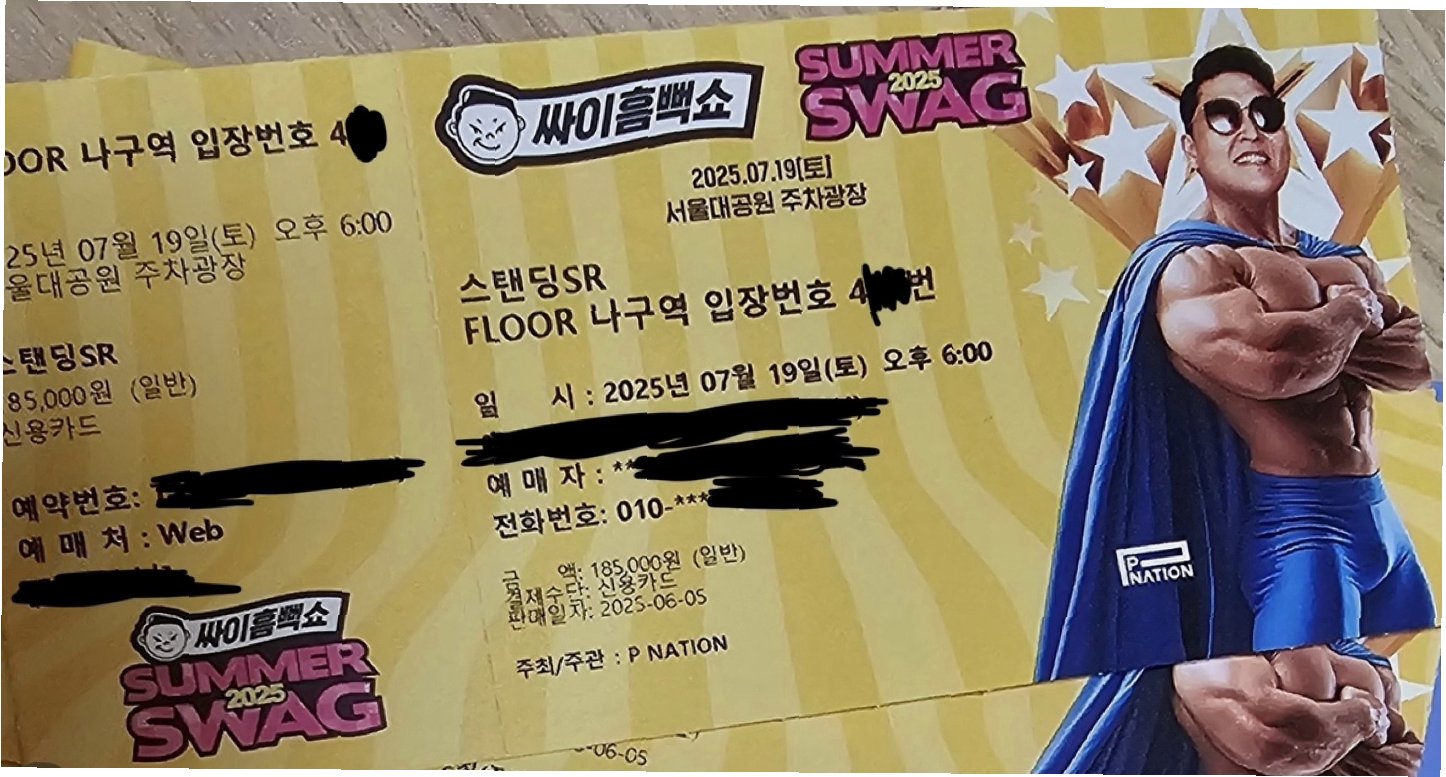 OOR 나구역 입장번호 4
25년 07월 19일(토) 오후 6:00
울대공원 주차광장
스탠딩SR
85,000원 (일반)
신용카드
예약번호:
예 매 처 : Web
싸이흠뻑쇼
SUMMER
2025
SWAG
싸이흠뻑쇼
SUMMER
2025
SWAG
2025.07.19[토]
서울대공원 주차광장
스탠딩SR
FLOOR 나구역 입장번호 4 번
일 시 : 2025년 07월 19일(토) 오후 6:00
예 매 자 : **
전화번호: 010-***
금 액: 185,000원 (일반)
결제수단: 신용카드
판매일자: 2025-06-05
주최/주관 : P NATION
P NATION
-06-05